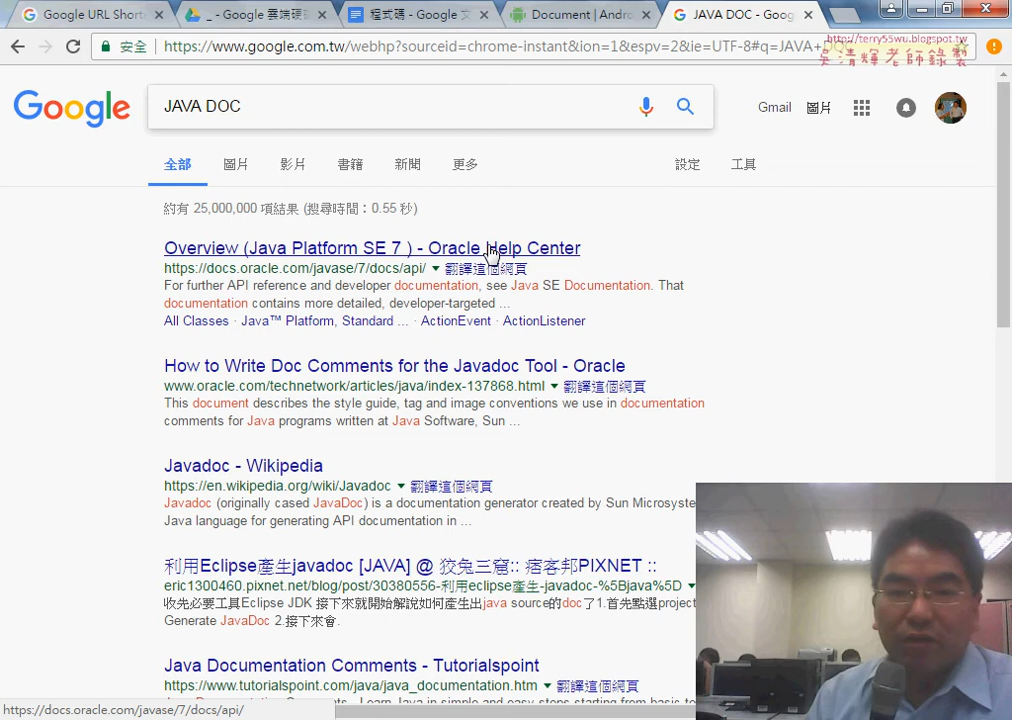 Google URL Short
_ - Google 雲端硬
程式碼 - Google 文
Document | Andro
JAVA DOC - Goog
安全
https://www.google.com.tw/webhp?sourceid=chrome-instant&ion=1&espv=2&ie=UTF-8#q=JAVA+DOC
http://terry55wu.blogspot.tw
吳清輝老師錄製
Google
JAVA DOC
Gmail
圖片
全部
圖片
影片
書籍
新聞
更多
設定
工具
約有 25,000,000 項結果 (搜尋時間：0.55 秒)
Overview (Java Platform SE 7 ) - Oracle Help Center
https://docs.oracle.com/javase/7/docs/api/ 翻譯這個網頁
For further API reference and developer documentation, see Java SE Documentation. That
documentation contains more detailed, developer-targeted ...
All Classes · Java™ Platform, Standard ... · ActionEvent · ActionListener
How to Write Doc Comments for the Javadoc Tool - Oracle
www.oracle.com/technetwork/articles/java/index-137868.html 翻譯這個網頁
This document describes the style guide, tag and image conventions we use in documentation
comments for Java programs written at Java Software, Sun ...
Javadoc - Wikipedia
https://en.wikipedia.org/wiki/Javadoc 翻譯這個網頁
Javadoc (originally cased JavaDoc) is a documentation generator created by Sun Microsyste
Java language for generating API documentation in ...
利用Eclipse產生javadoc [JAVA] @ 狡兔三窟:: 痞客邦PIXNET ::
eric1300460.pixnet.net/blog/post/30380556-利用eclipse產生-javadoc-%5Bjava%5D
收先必要工具Eclipse JDK 接下來就開始解說如何產生出java source的doc了1.首先點選project
Generate JavaDoc 2.接下來會.
Java Documentation Comments - Tutorialspoint
https://www.tutorialspoint.com/java/java_documentation.htm 翻譯這個網頁
https://docs.oracle.com/javase/7/docs/api/